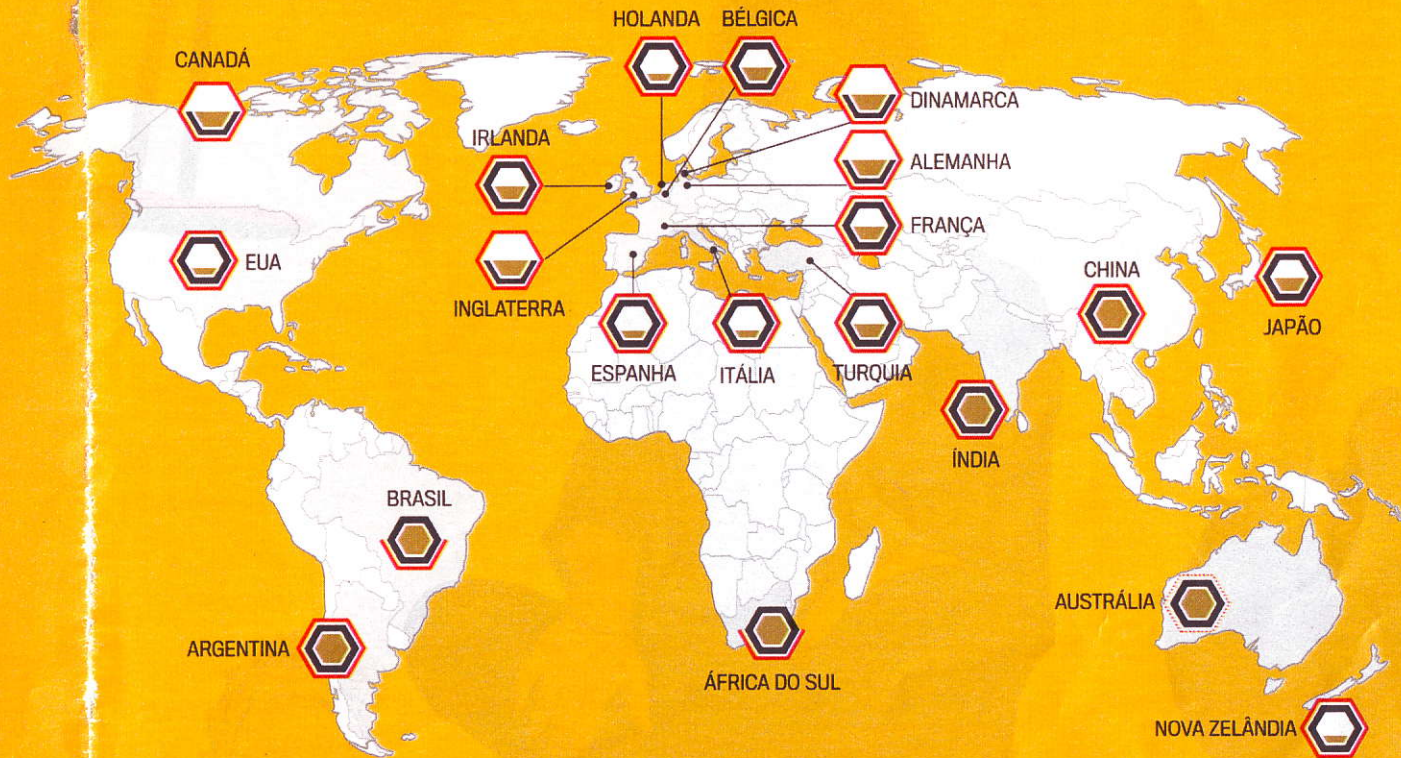 HOLANDA
BÉLGICA
CANADÁ
DINAMARCA
IRLANDA
ALEMANHA
FRANÇA
EUA
CHINA
INGLATERRA
JAPÃO
ESPANHA
ITÁLIA
TURQUIA
ÍNDIA
BRASIL
AUSTRÁLIA
ARGENTINA
ÁFRICA DO SUL
NOVA ZELÂNDIA